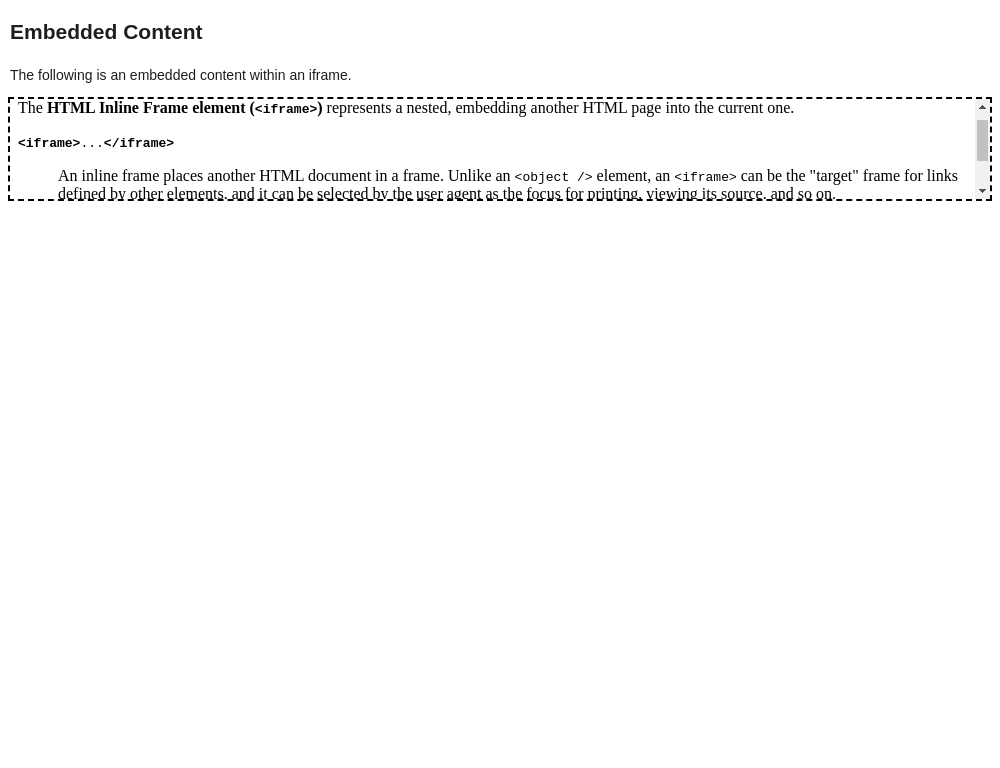 Embedded Content
The following is an embedded content within an iframe.
The HTML Inline Frame element (<iframe>) represents a nested, embedding another HTML page into the current one.
<iframe>...</iframe>
An inline frame places another HTML document in a frame. Unlike an <object /> element, an <iframe> can be the "target" frame for links
defined by other elements, and it can be selected by the user agent as the focus for printing, viewing its source, and so on.